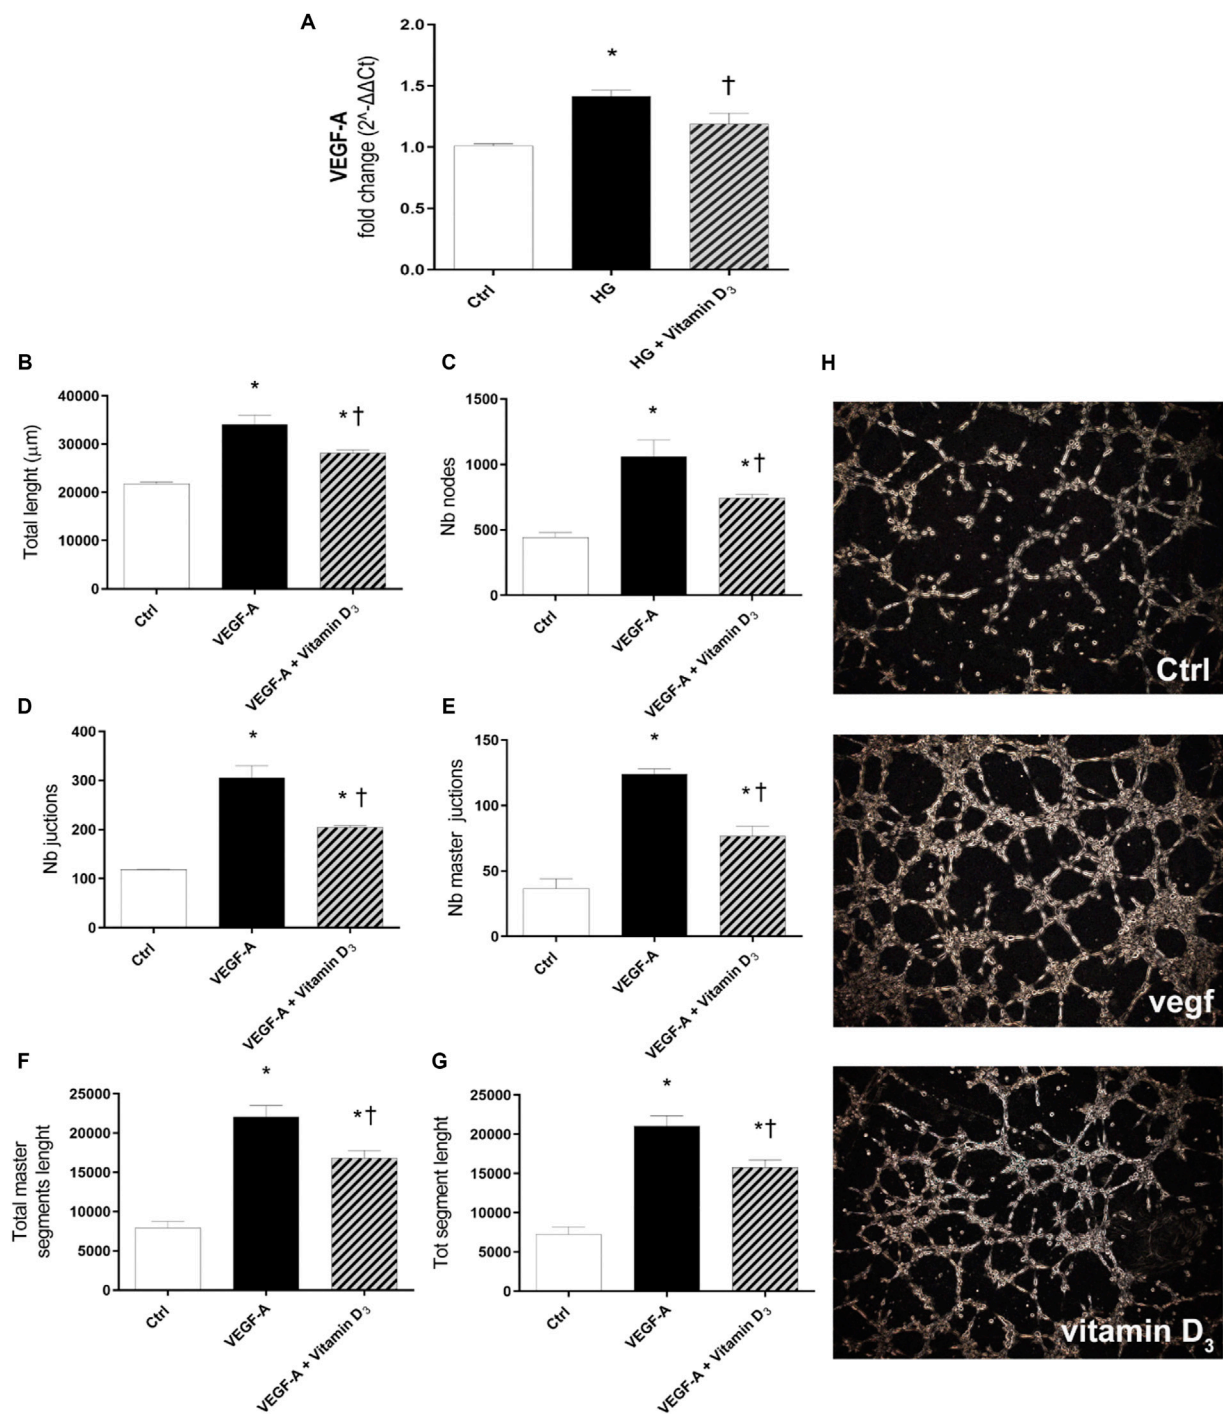 A
VEGF-A
fold change (2^-ΔΔCt)
2.0
1.5
1.0
0.5
0.0
*
†
Ctrl
HG
HG + Vitamin D3
B
Total lenght (μm)
40000
30000
20000
10000
0
*
*†
Ctrl
VEGF-A
VEGF-A + Vitamin D3
C
Nb nodes
1500
1000
500
0
*
*†
Ctrl
VEGF-A
VEGF-A + Vitamin D3
D
Nb juctions
400
300
200
100
0
*
* †
Ctrl
VEGF-A
VEGF-A + Vitamin D3
E
Nb master juctions
150
100
50
0
*
*†
Ctrl
VEGF-A
VEGF-A + Vitamin D3
F
Total master
segments lenght
25000
20000
15000
10000
5000
0
*
*†
Ctrl
VEGF-A
VEGF-A + Vitamin D3
G
Tot segment lenght
25000
20000
15000
10000
5000
0
*
*†
Ctrl
VEGF-A
VEGF-A + Vitamin D3
H
Ctrl
vegf
vitamin D3